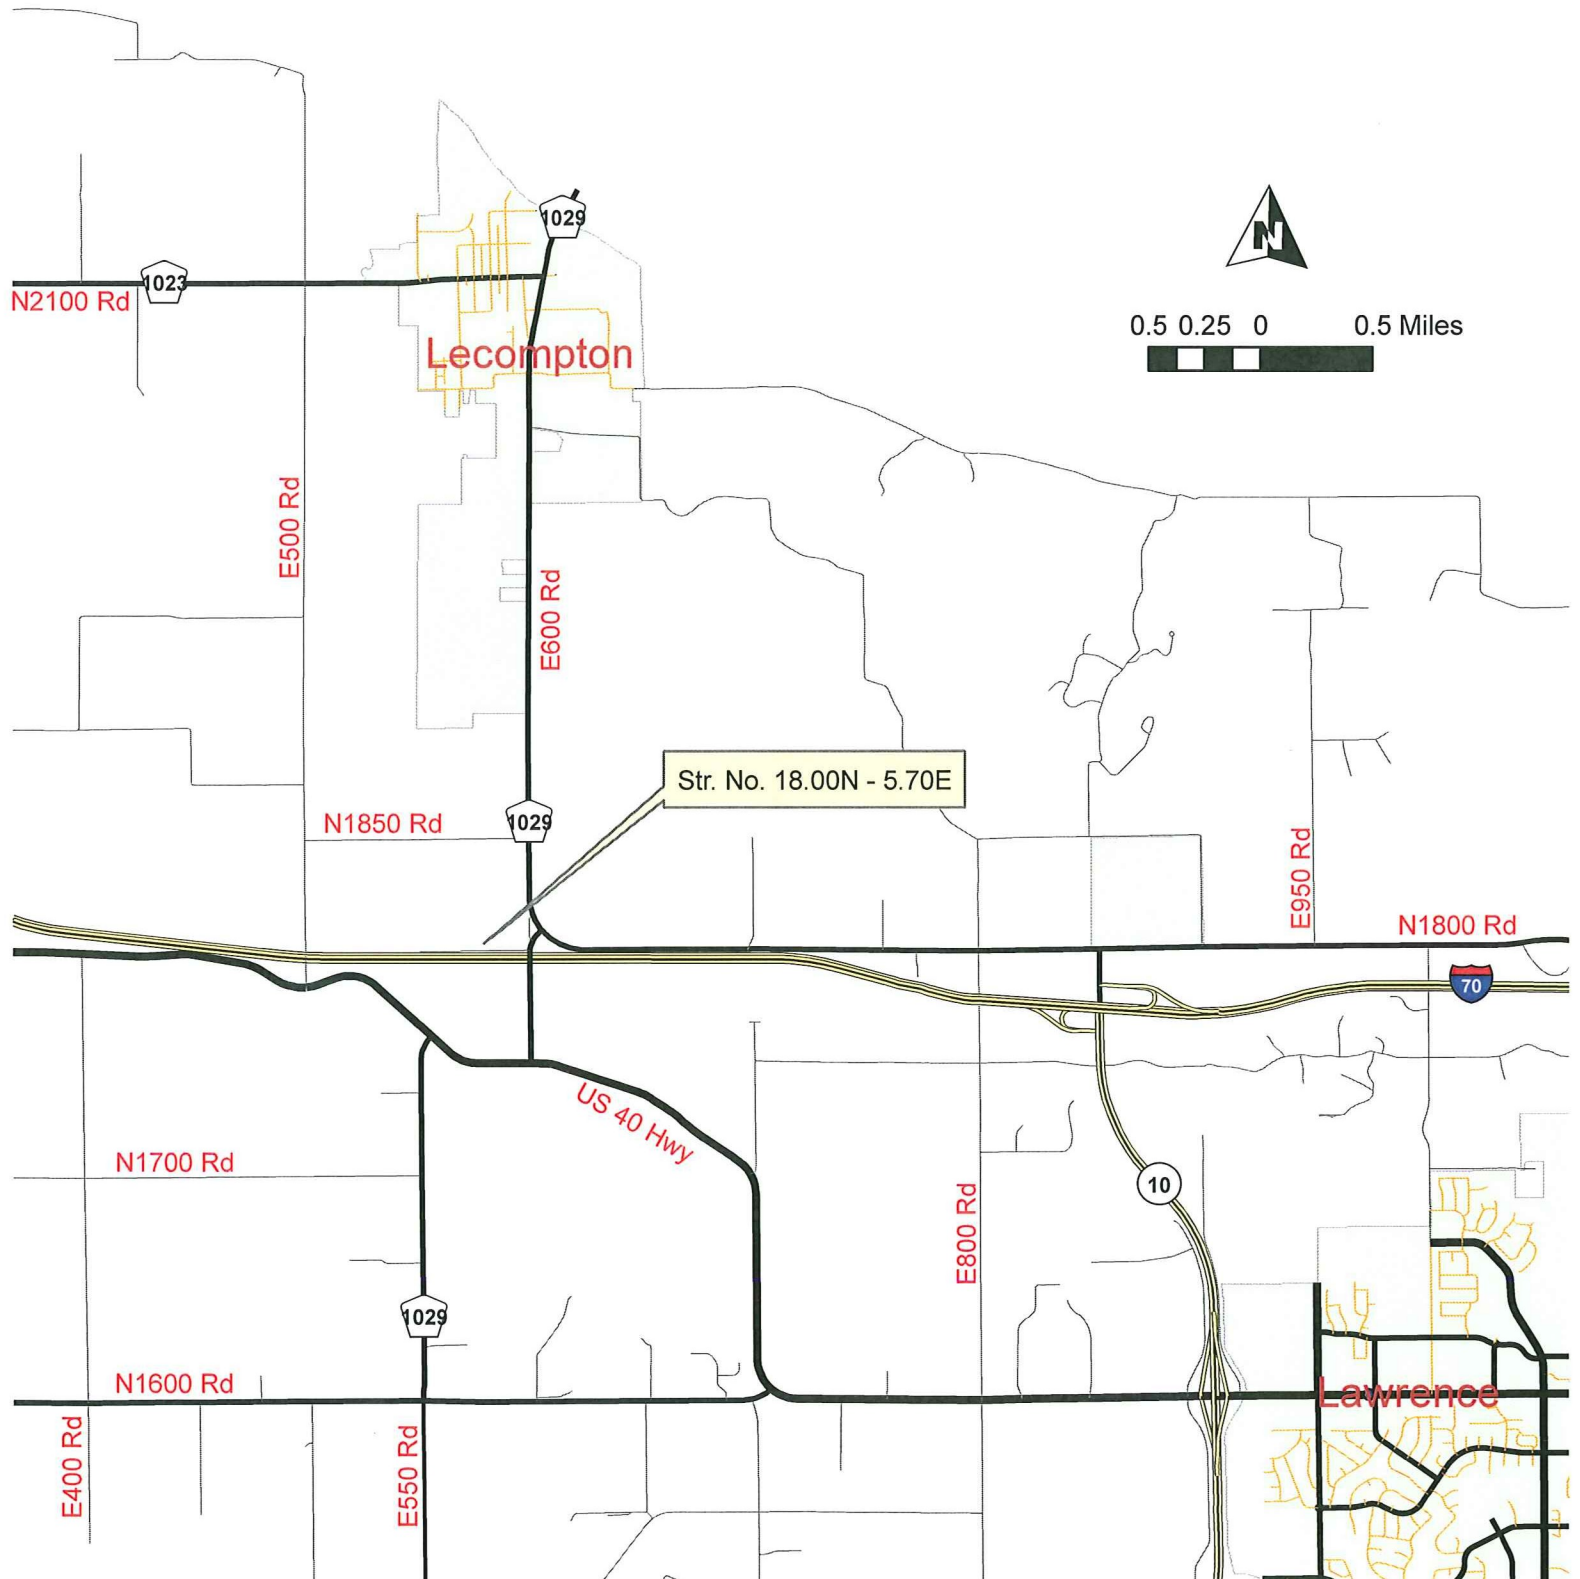 1029
1023
N2100 Rd
N
0.5 0.25 0 0.5 Miles
Lecompton
E500 Rd
E600 Rd
Str. No. 18.00N - 5.70E
N1850 Rd
1029
E950 Rd
N1800 Rd
70
US 40 Hwy
N1700 Rd
10
E800 Rd
1029
N1600 Rd
Lawrence
E400 Rd
E550 Rd